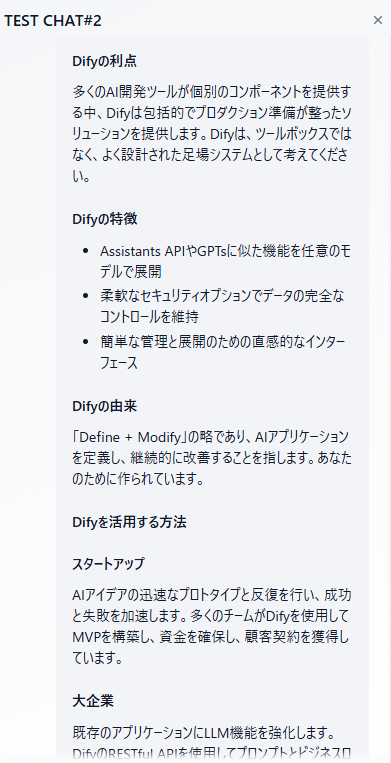 TEST CHAT#2
×
Difyの利点
多くのAI開発ツールが個別のコンポーネントを提供す
る中、Difyは包括的でプロダクション準備が整ったソ
リューションを提供します。Difyは、ツールボックスでは
なく、よく設計された足場システムとして考えてくださ
い。
Difyの特徴
• Assistants APIやGPTsに似た機能を任意のモ
デルで展開
• 柔軟なセキュリティオプションでデータの完全な
コントロールを維持
• 簡単な管理と展開のための直感的なインター
フェース
Difyの由来
「Define + Modify」の略であり、AIアプリケーション
を定義し、継続的に改善することを指します。あなた
のために作られています。
Difyを活用する方法
スタートアップ
AIアイデアの迅速なプロトタイプと反復を行い、成功
と失敗を加速します。多くのチームがDifyを使用して
MVPを構築し、資金を確保し、顧客契約を獲得し
ています。
大企業
既存のアプリケーションにLLM機能を強化します。
DifyのRESTful APIを使用してプロンプトとビジネスロ